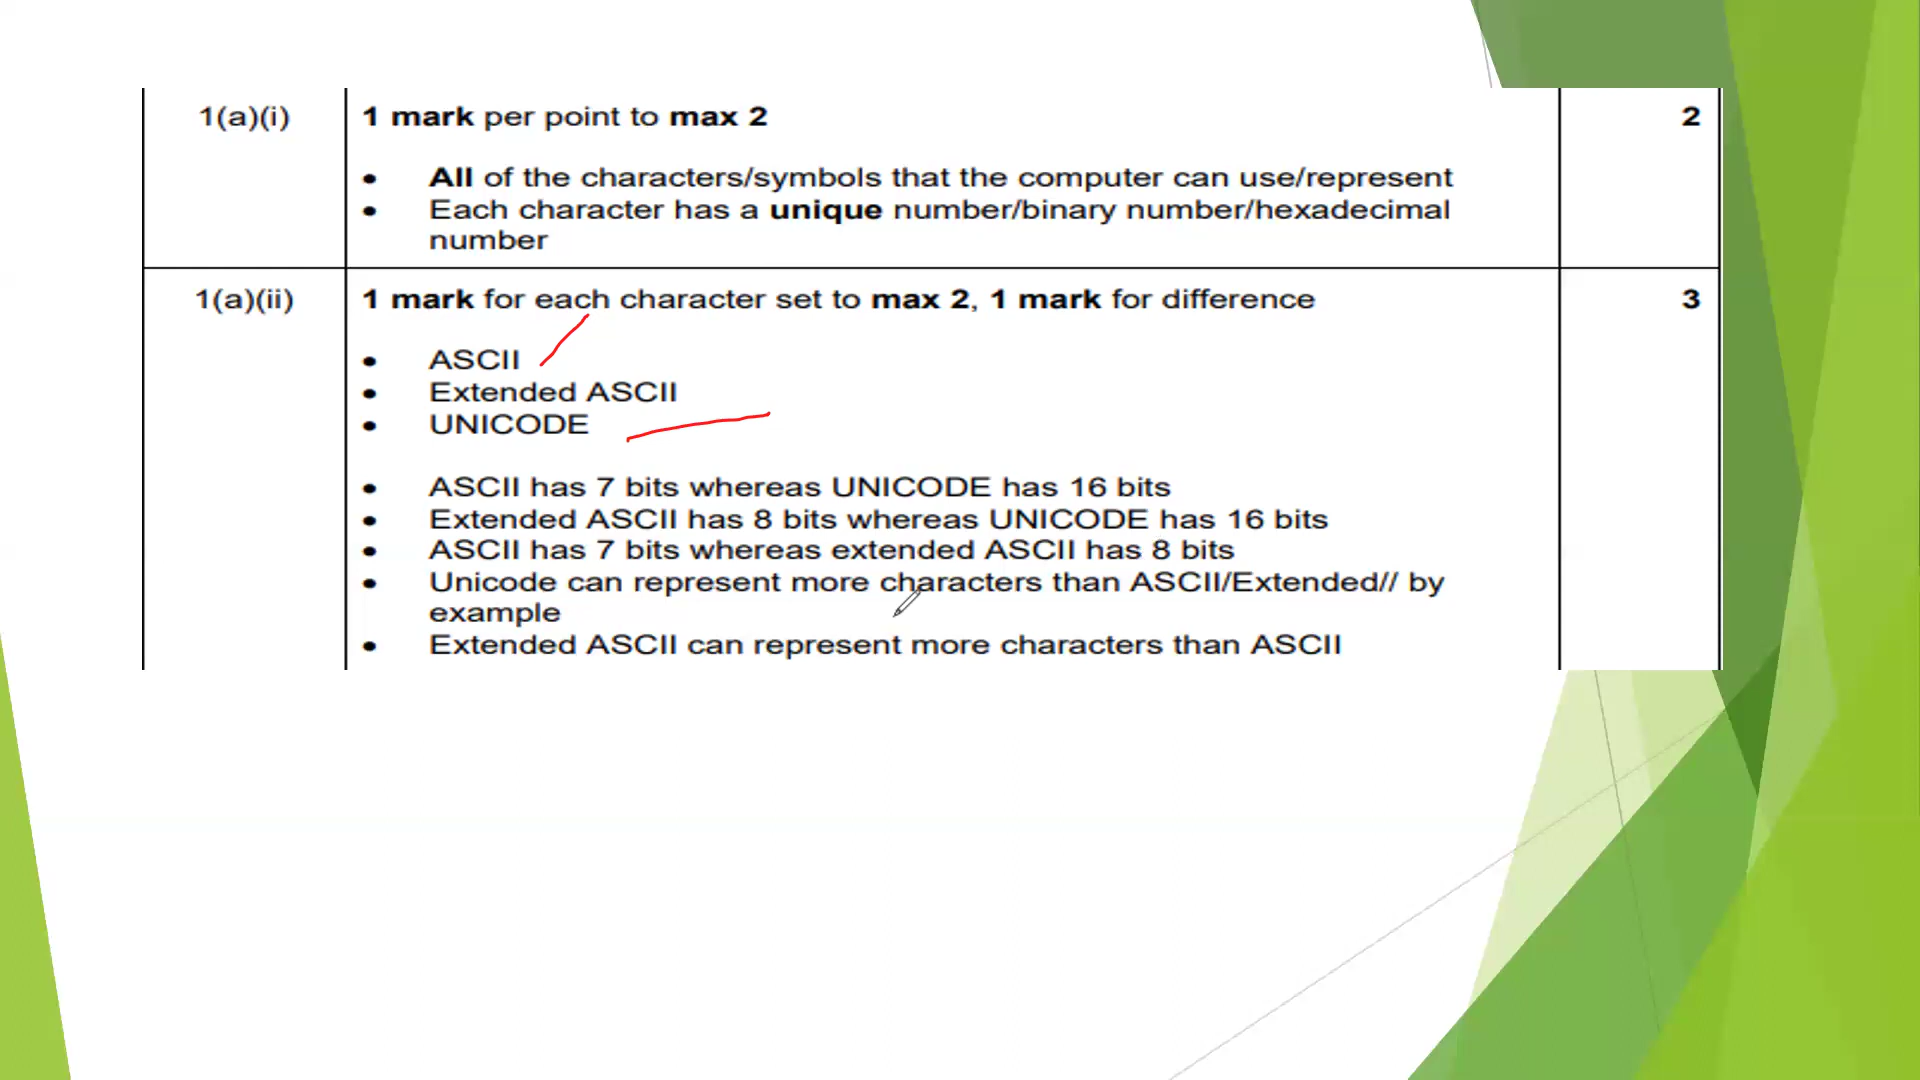 1(a)(i) 1 mark per point to max 2 2
• All of the characters/symbols that the computer can use/represent
• Each character has a unique number/binary number/hexadecimal
number
1(a)(ii) 1 mark for each character set to max 2, 1 mark for difference 3
• ASCII
• Extended ASCII
• UNICODE
• ASCII has 7 bits whereas UNICODE has 16 bits
• Extended ASCII has 8 bits whereas UNICODE has 16 bits
• ASCII has 7 bits whereas extended ASCII has 8 bits
• Unicode can represent more characters than ASCII/Extended// by
example
• Extended ASCII can represent more characters than ASCII